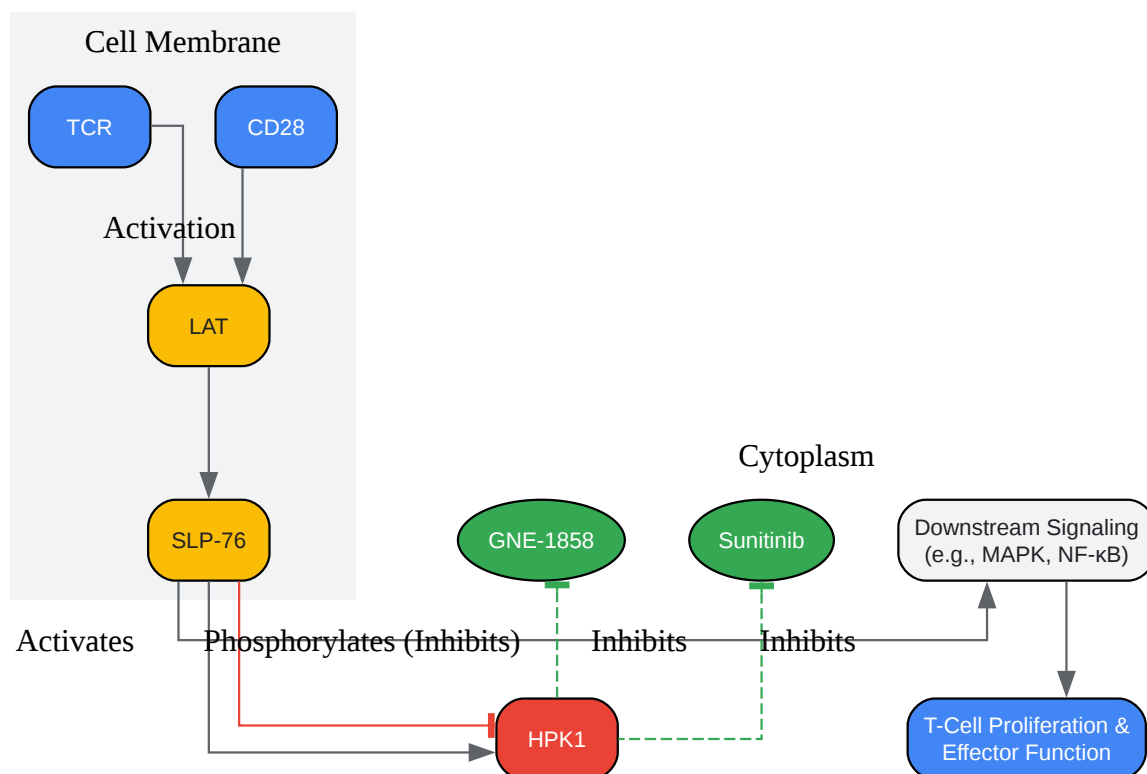 Cell Membrane
TCR
CD28
Activation
LAT
Cytoplasm
SLP-76
GNE-1858
Sunitinib
Downstream Signaling
(e.g., MAPK, NF-κB)
Activates
Phosphorylates (Inhibits)
Inhibits
Inhibits
HPK1
T-Cell Proliferation &
Effector Function